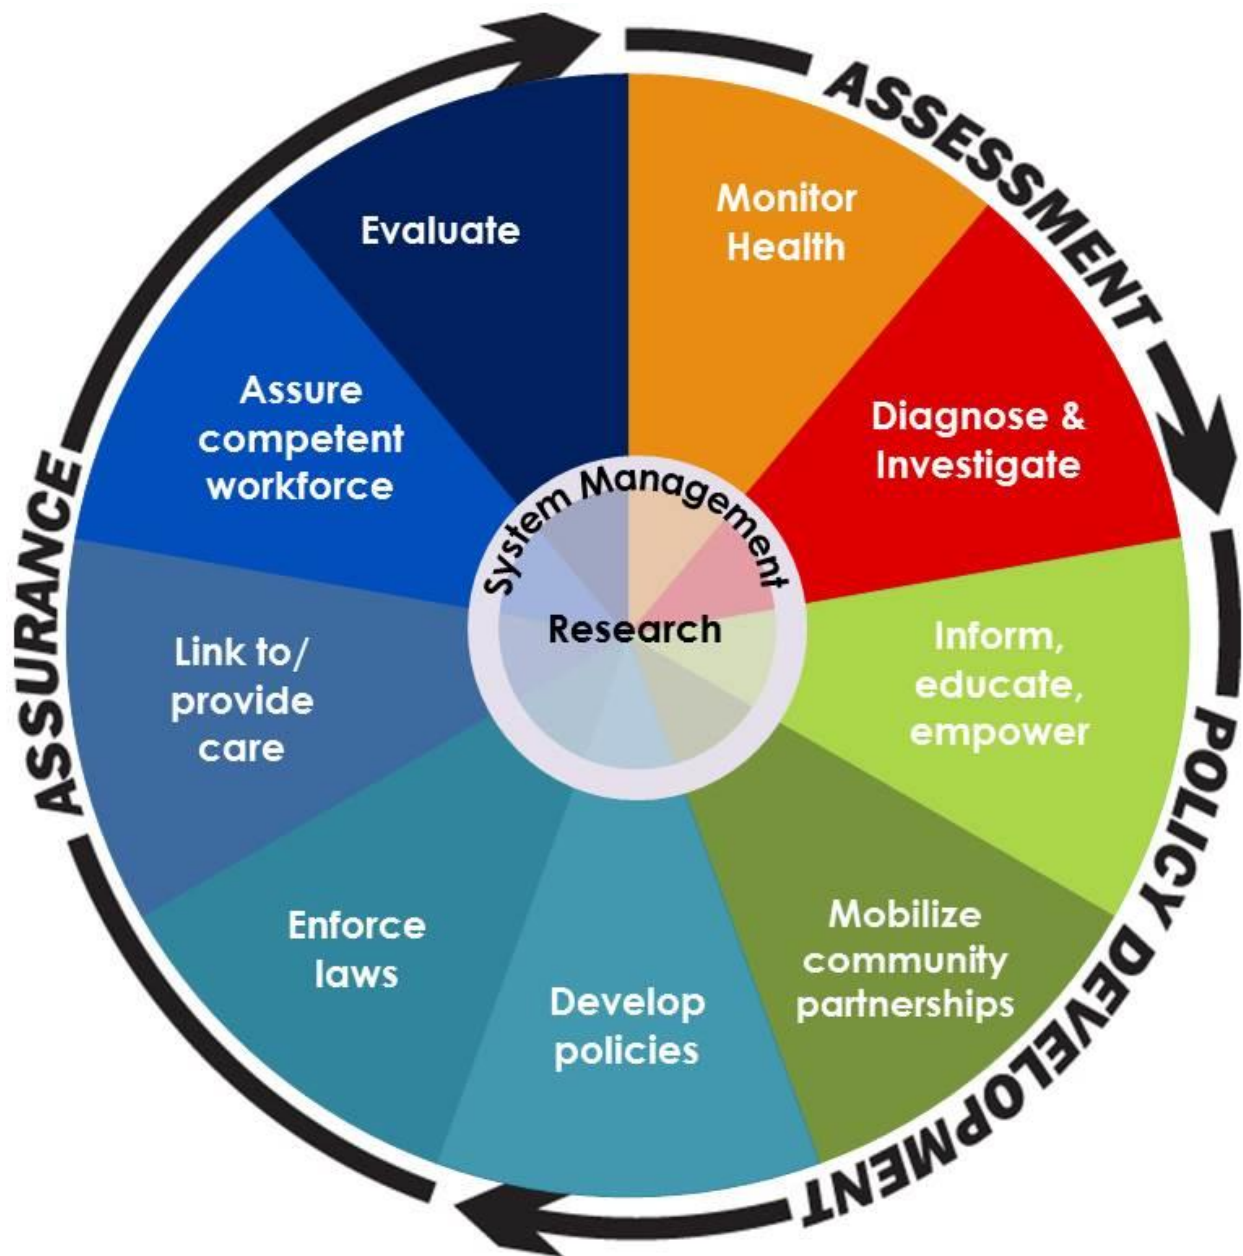 ASSESSMENT
Monitor
Health
Diagnose &
Investigate
Inform,
educate,
empower
POLICY DEVELOPMENT
Mobilize
community
partnerships
Develop
policies
Enforce
laws
Link to/
provide
care
ASSURANCE
Assure
competent
workforce
Evaluate
System Management
Research